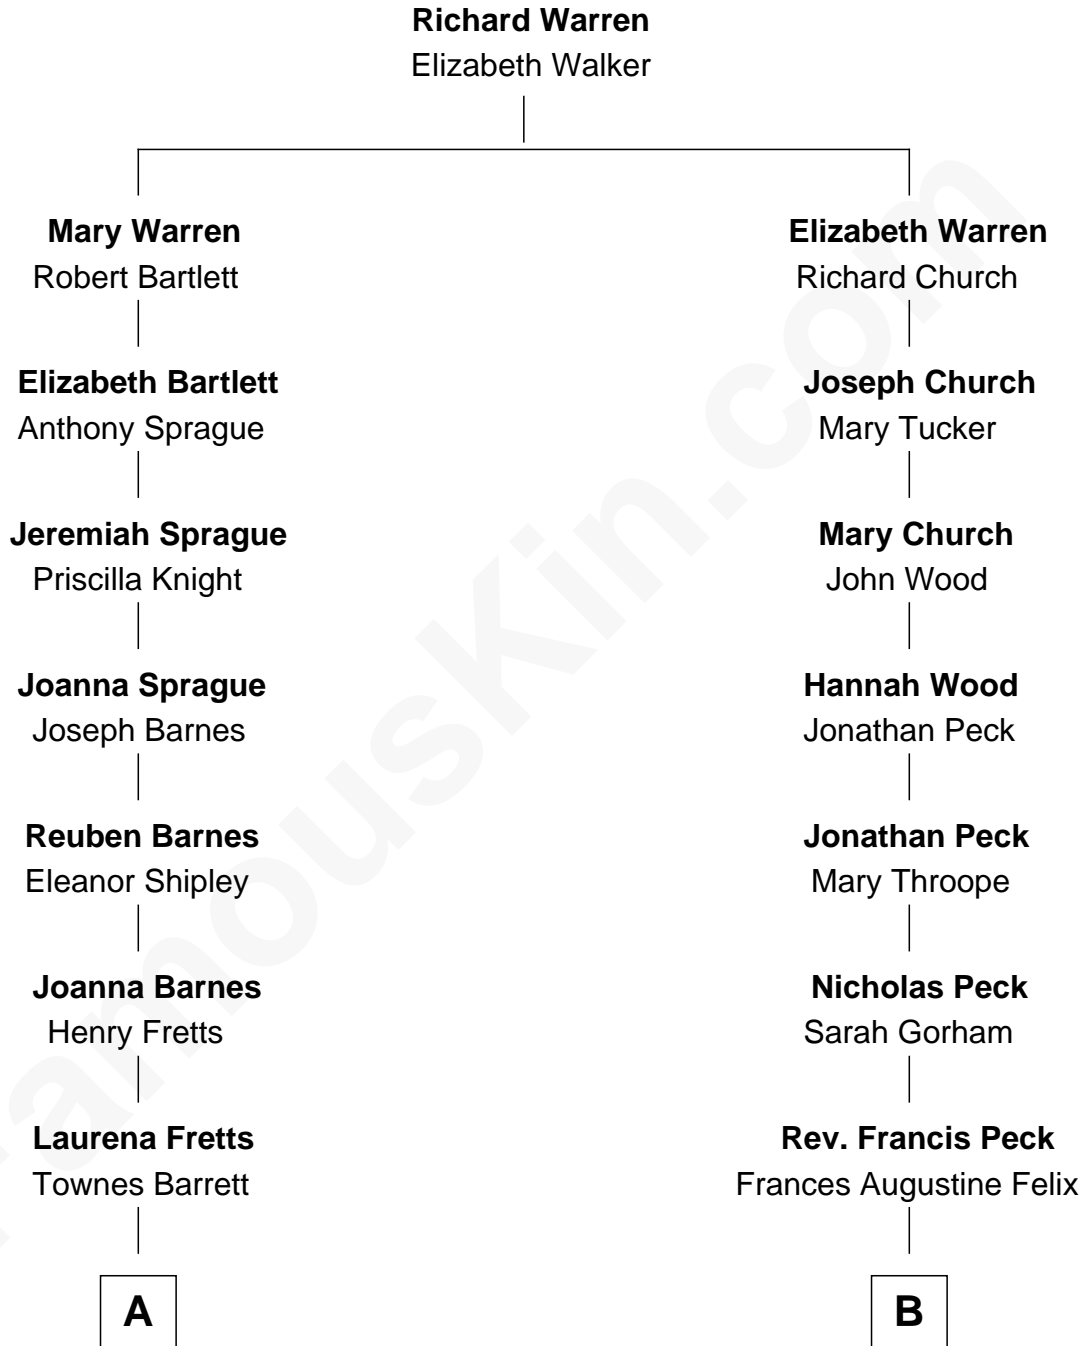 Richard Warren
Elizabeth Walker
Mary Warren
Robert Bartlett
Elizabeth Warren
Richard Church
Elizabeth Bartlett
Anthony Sprague
Joseph Church
Mary Tucker
Jeremiah Sprague
Priscilla Knight
Mary Church
John Wood
Joanna Sprague
Joseph Barnes
Hannah Wood
Jonathan Peck
Reuben Barnes
Eleanor Shipley
Jonathan Peck
Mary Throope
Joanna Barnes
Henry Fretts
Nicholas Peck
Sarah Gorham
Laurena Fretts
Townes Barrett
Rev. Francis Peck
Frances Augustine Felix
A
B
FamousKin.com